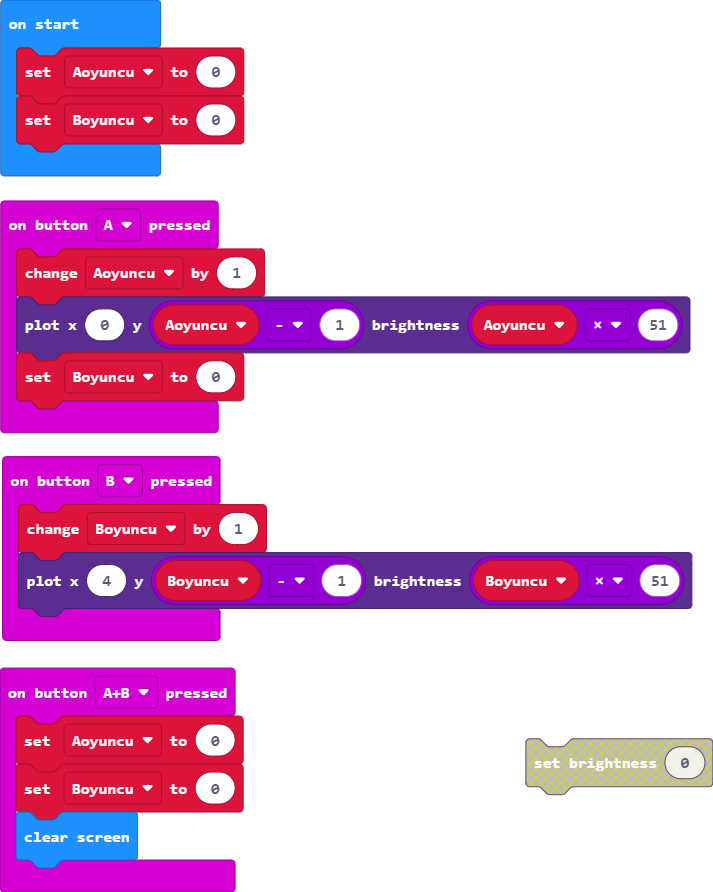 on start
set Aoyuncu to 0
set Boyuncu to 0
on button A pressed
change Aoyuncu by 1
plot x 0 y Aoyuncu - 1 brightness Aoyuncu × 51
set Boyuncu to 0
on button B pressed
change Boyuncu by 1
plot x 4 y Boyuncu - 1 brightness Boyuncu × 51
on button A+B pressed
set Aoyuncu to 0
set brightness 0
set Boyuncu to 0
clear screen